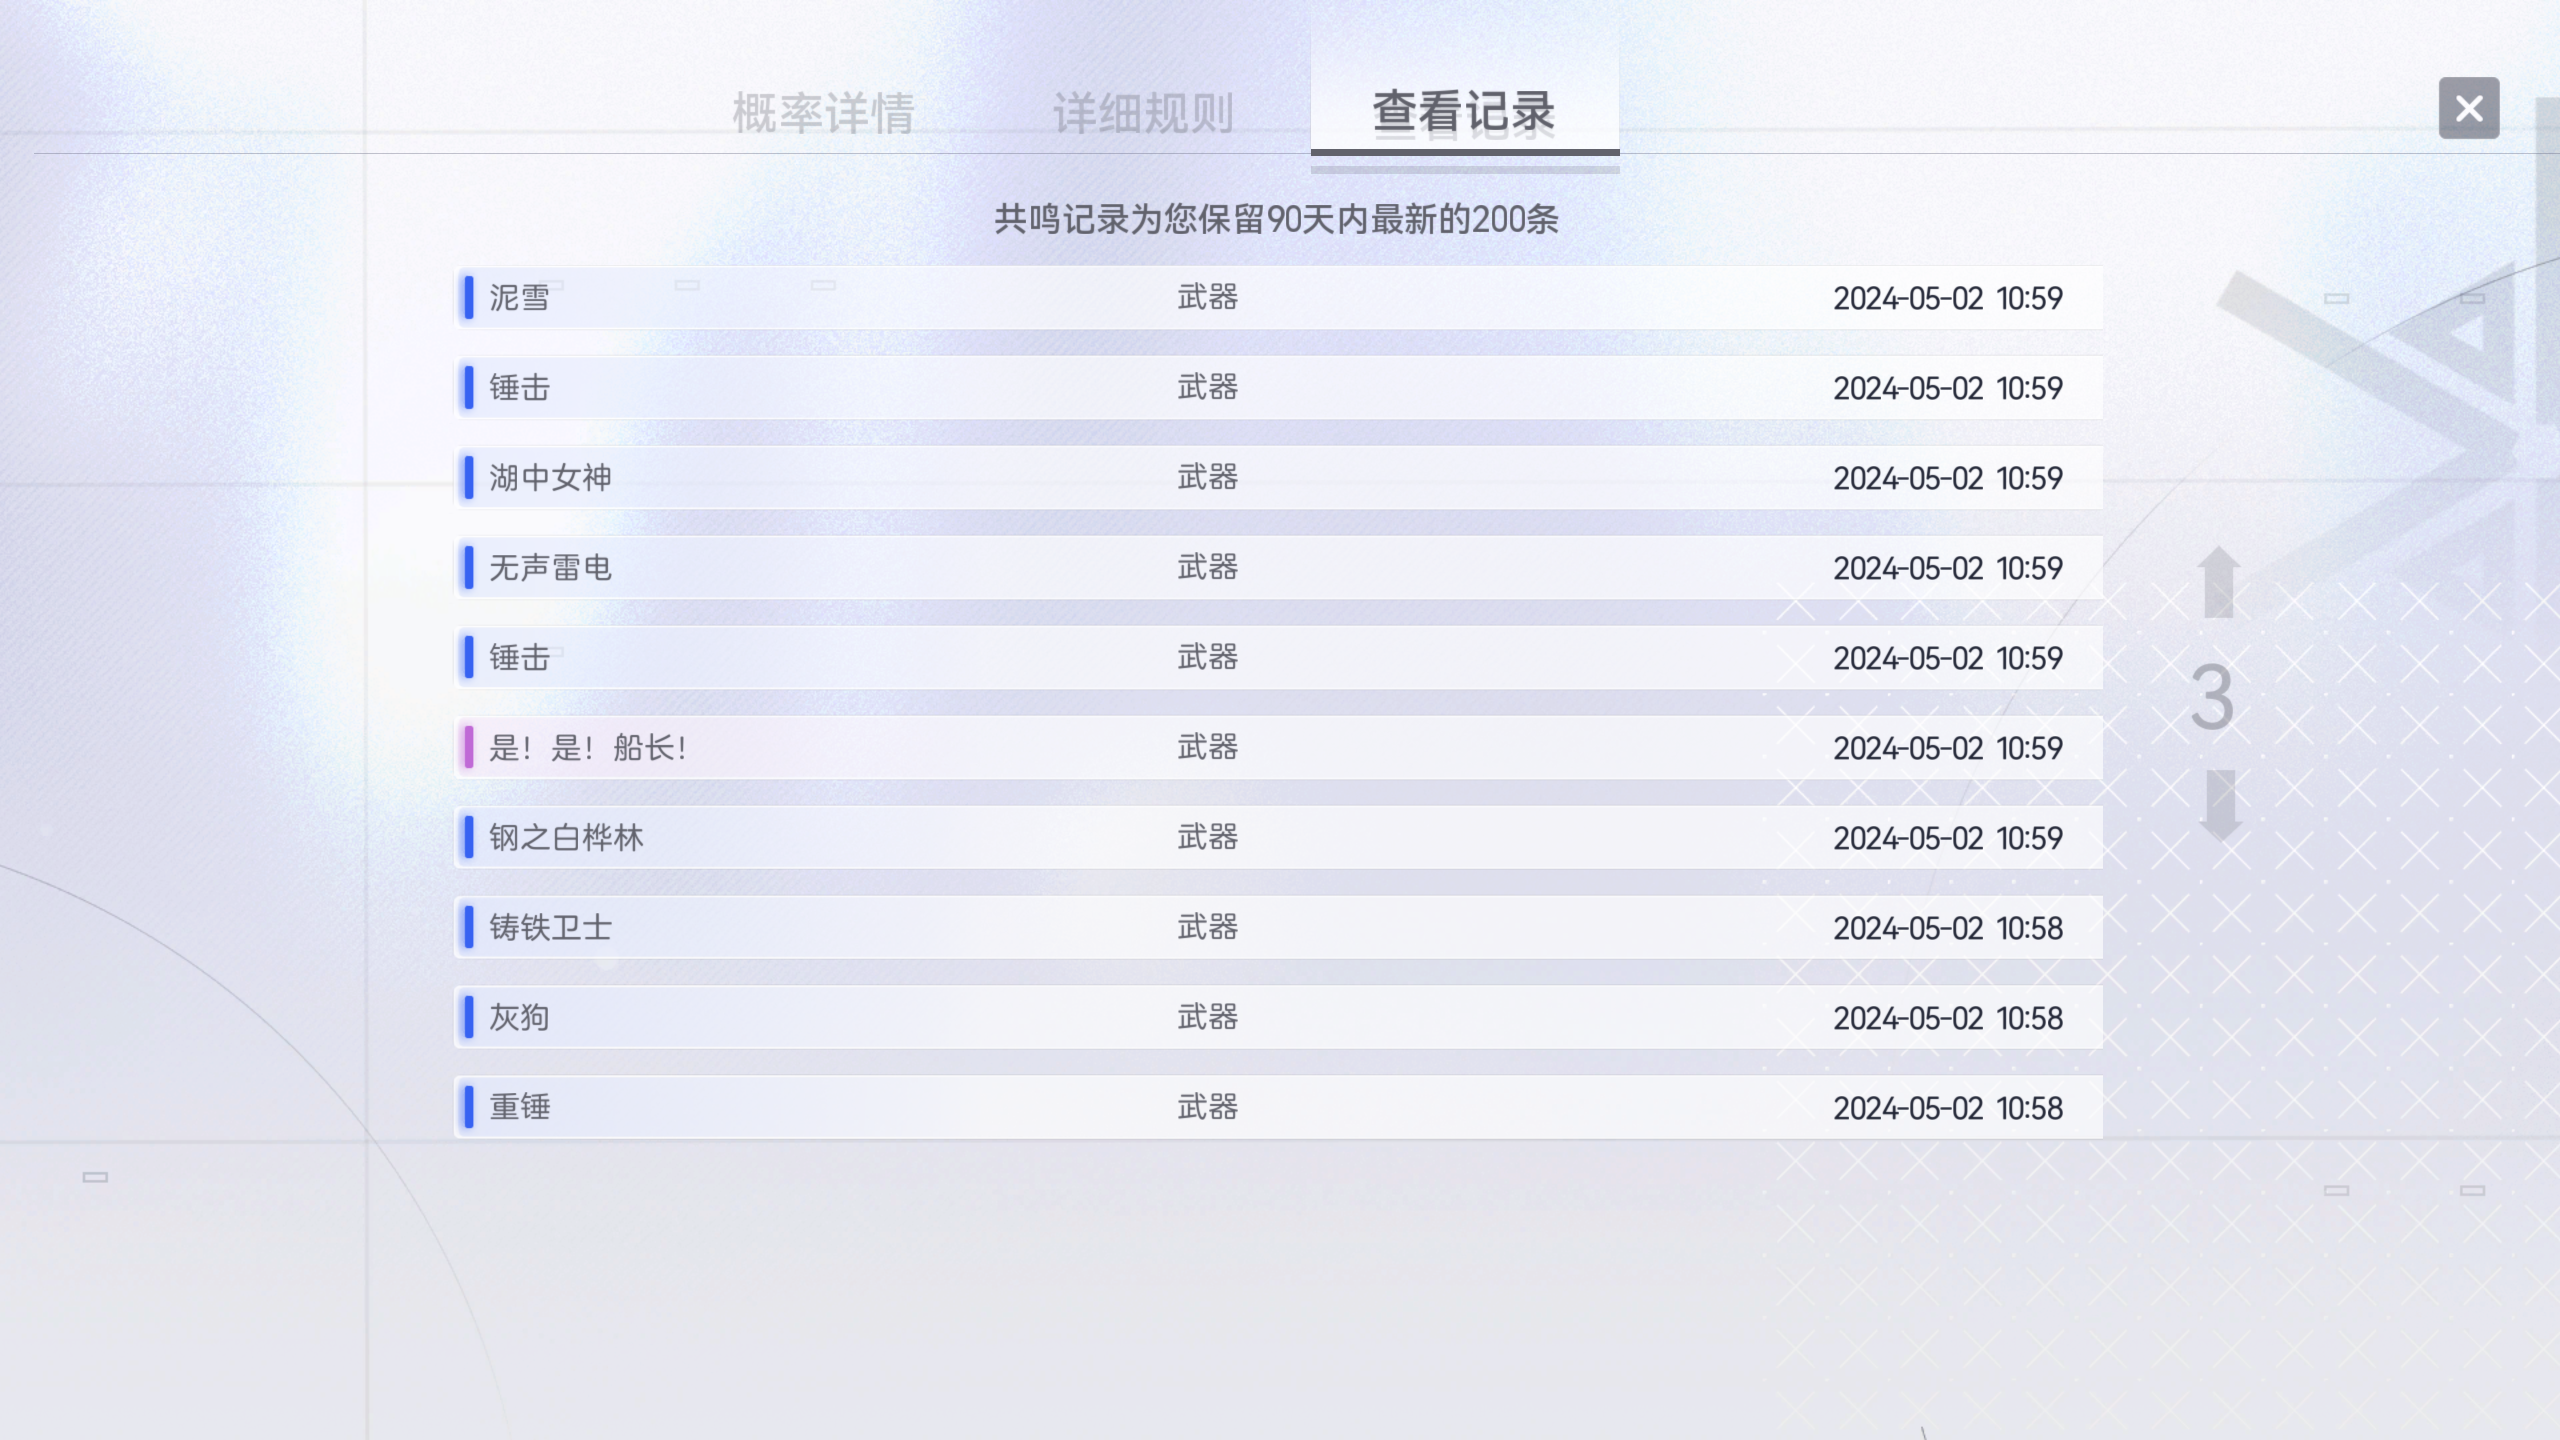 概率详情 详细规则 查看记录
共鸣记录为您保留90天内最新的200条
泥雪 武器 2024-05-02 10:59
锤击 武器 2024-05-02 10:59
湖中女神 武器 2024-05-02 10:59
无声雷电 武器 2024-05-02 10:59
锤击 武器 2024-05-02 10:59
是！是！船长！ 武器 2024-05-02 10:59
3
钢之白桦林 武器 2024-05-02 10:59
铸铁卫士 武器 2024-05-02 10:58
灰狗 武器 2024-05-02 10:58
重锤 武器 2024-05-02 10:58